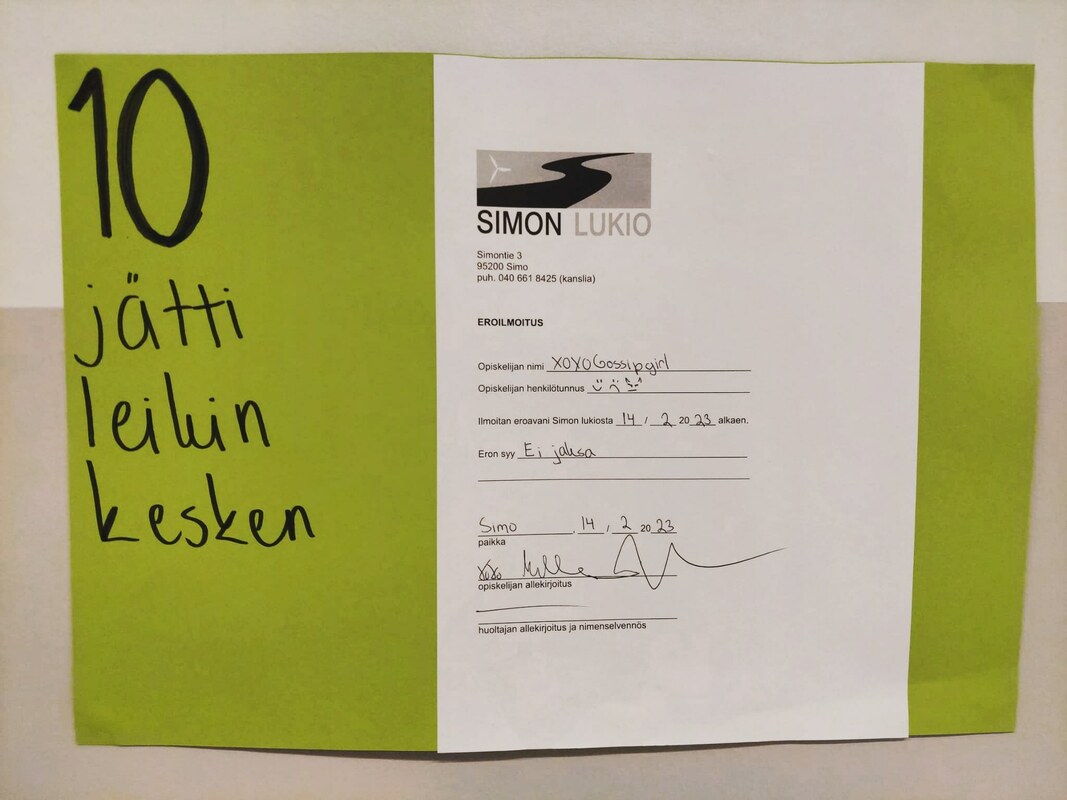 10
jätti
leikin
kesken
SIMON LUKIO
Simontie 3
95200 Simo
puh. 040 661 8425 (kanslia)
EROILMOITUS
Opiskelijan nimi XOXOGossipgirl
Opiskelijan henkilötunnus
Ilmoitan eroavani Simon lukiosta 14 / 2 20 23 alkaen.
Eron syy Ei jaksa
Simo, 14 / 2 20 23
paikka
xoxo
opiskelijan allekirjoitus
huoltajan allekirjoitus ja nimenselvennös